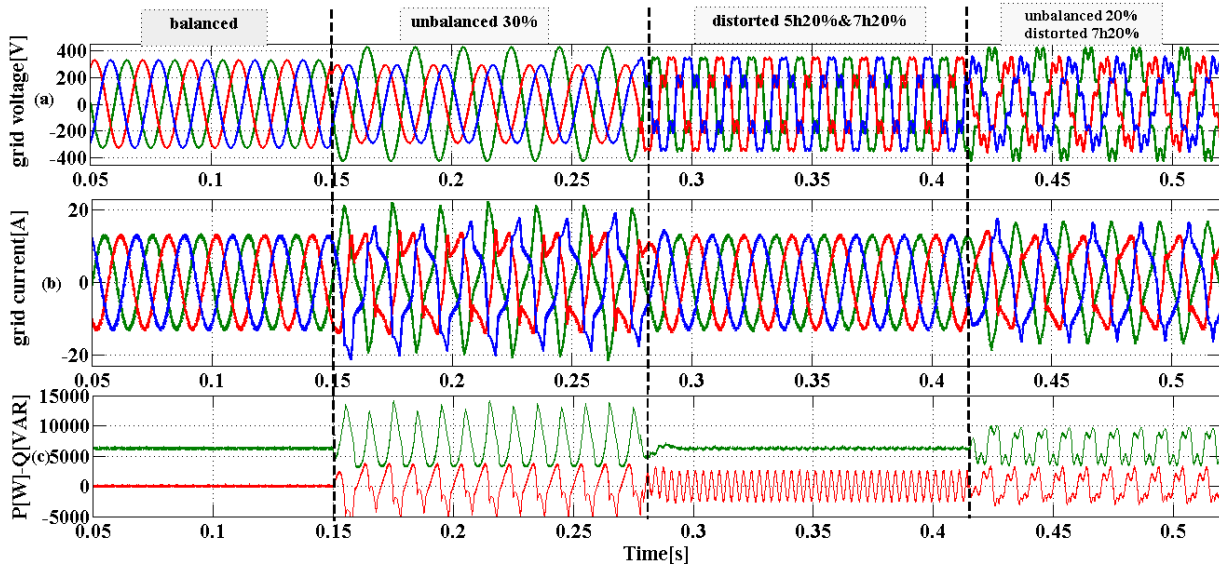 balanced
unbalanced 30%
distorted 5h20%&7h20%
unbalanced 20%
distorted 7h20%
grid voltage[V]
(a)
400
200
0
-200
-400
0.05 0.1 0.15 0.2 0.25 0.3 0.35 0.4 0.45 0.5
grid current[A]
(b)
20
0
-20
0.05 0.1 0.15 0.2 0.25 0.3 0.35 0.4 0.45 0.5
P[W]-Q[VAR]
(c)
15000
10000
5000
0
-5000
0.05 0.1 0.15 0.2 0.25 0.3 0.35 0.4 0.45 0.5
Time[s]